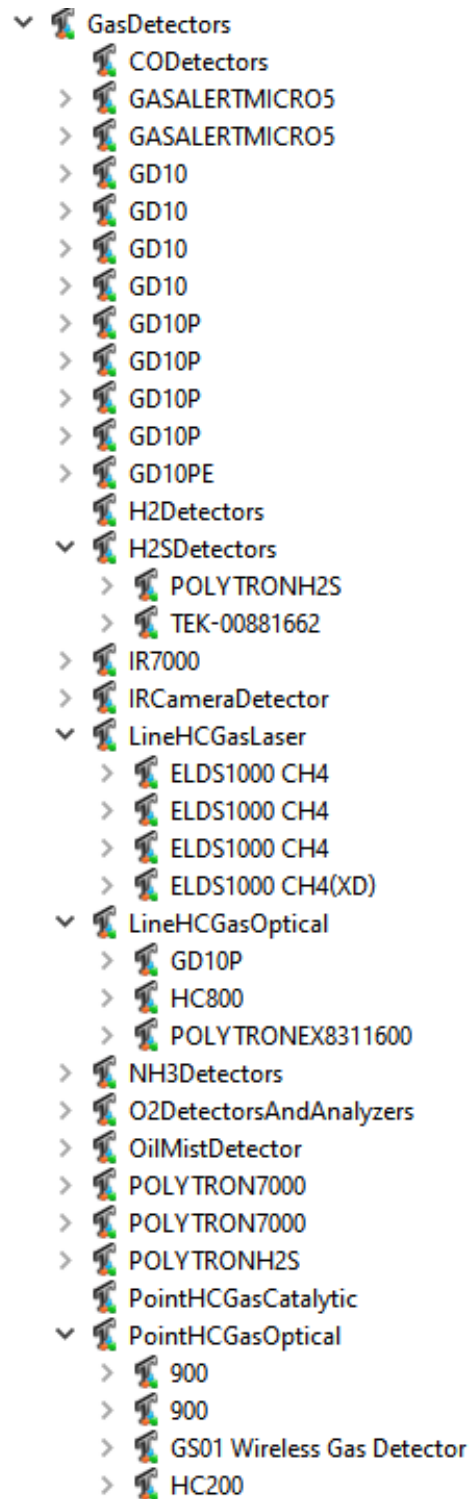 GasDetectors
CODetectors
GASALERTMICRO5
GASALERTMICRO5
GD10
GD10
GD10
GD10
GD10P
GD10P
GD10P
GD10P
GD10PE
H2Detectors
H2SDetectors
POLYTRONH2S
TEK-00881662
IR7000
IRCameraDetector
LineHCGasLaser
ELDS1000 CH4
ELDS1000 CH4
ELDS1000 CH4
ELDS1000 CH4(XD)
LineHCGasOptical
GD10P
HC800
POLYTRONEX8311600
NH3Detectors
O2DetectorsAndAnalyzers
OilMistDetector
POLYTRON7000
POLYTRON7000
POLYTRONH2S
PointHCGasCatalytic
PointHCGasOptical
900
900
GS01 Wireless Gas Detector
HC200